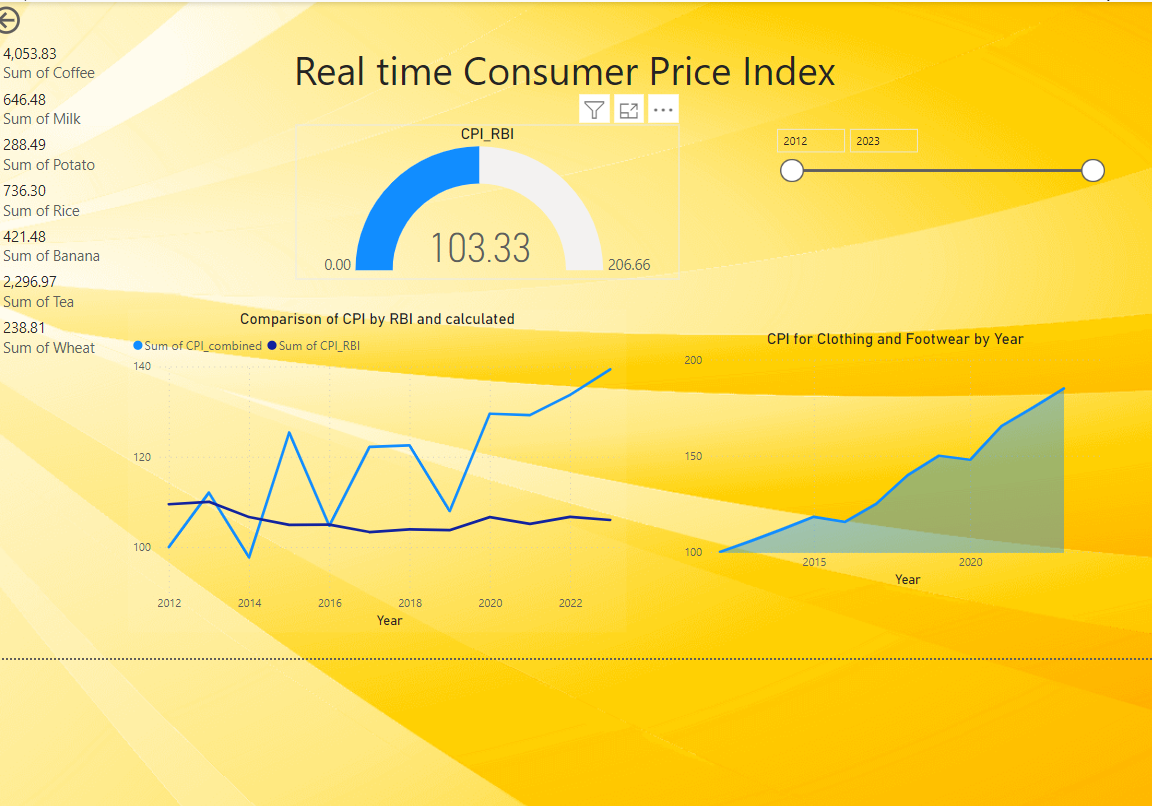 Real time Consumer Price Index
4,053.83
Sum of Coffee
646.48
Sum of Milk
288.49
Sum of Potato
736.30
Sum of Rice
421.48
Sum of Banana
2,296.97
Sum of Tea
238.81
Sum of Wheat
CPI_RBI
103.33
0.00
206.66
2012 2023
Comparison of CPI by RBI and calculated
Sum of CPI_combined Sum of CPI_RBI
140
120
100
2012 2014 2016 2018 2020 2022
Year
CPI for Clothing and Footwear by Year
200
150
100
2015 2020
Year